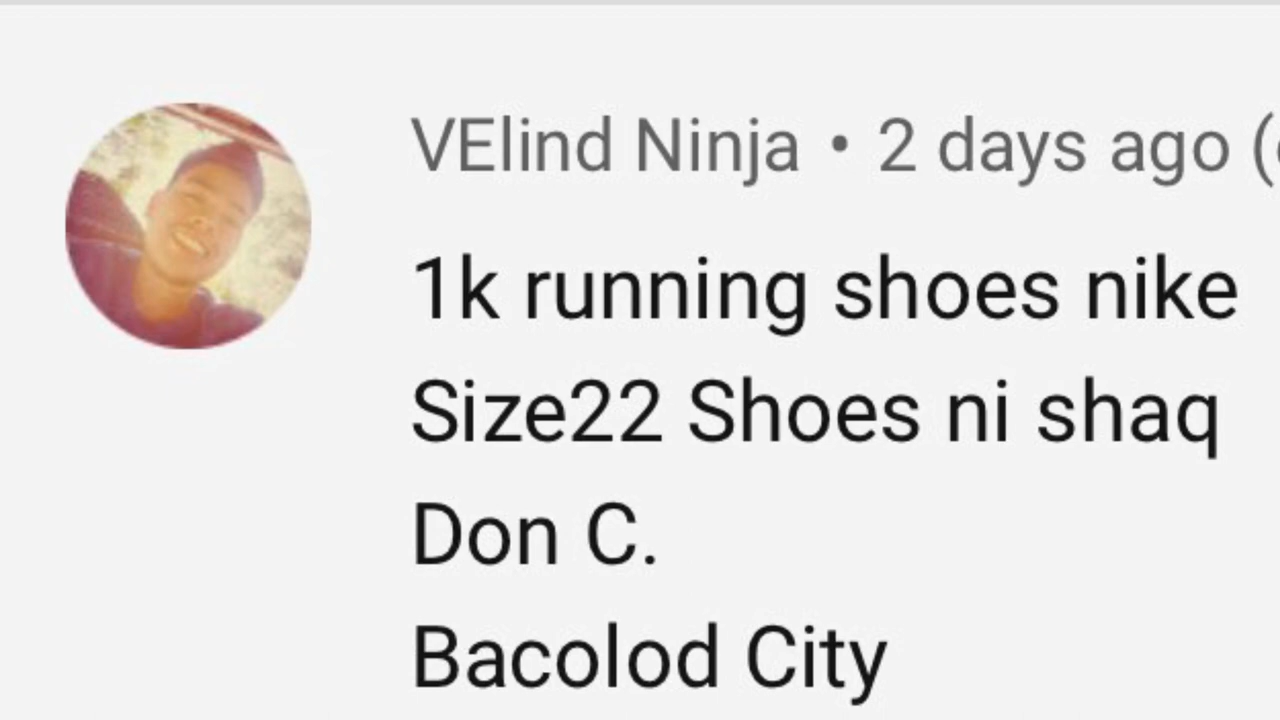 VElind Ninja • 2 days ago (
1k running shoes nike
Size22 Shoes ni shaq
Don C.
Bacolod City